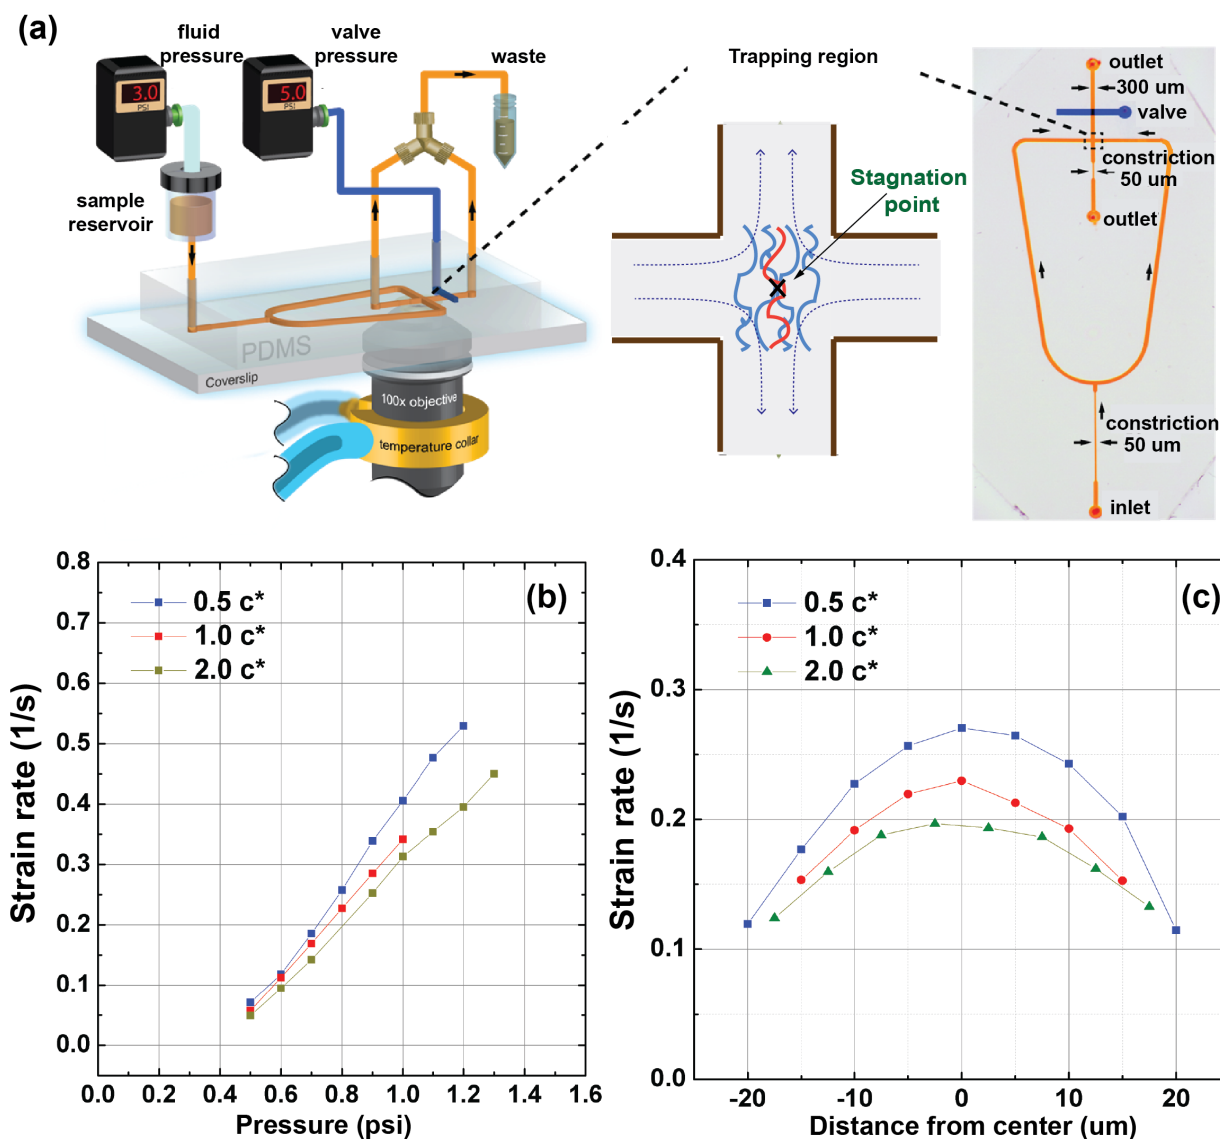 (a)
fluid
pressure
valve
pressure
waste
3.0
PSI
5.0
PSI
sample
reservoir
PDMS
Coverslip
100x objective
temperature collar
Trapping region
Stagnation
point
outlet
300 um
valve
constriction
50 um
outlet
constriction
50 um
inlet
(b)
0.5 c*
1.0 c*
2.0 c*
Strain rate (1/s)
0.8
0.7
0.6
0.5
0.4
0.3
0.2
0.1
0.0
0.0 0.2 0.4 0.6 0.8 1.0 1.2 1.4 1.6
Pressure (psi)
(c)
0.5 c*
1.0 c*
2.0 c*
Strain rate (1/s)
0.4
0.3
0.2
0.1
0.0
-20 -10 0 10 20
Distance from center (um)